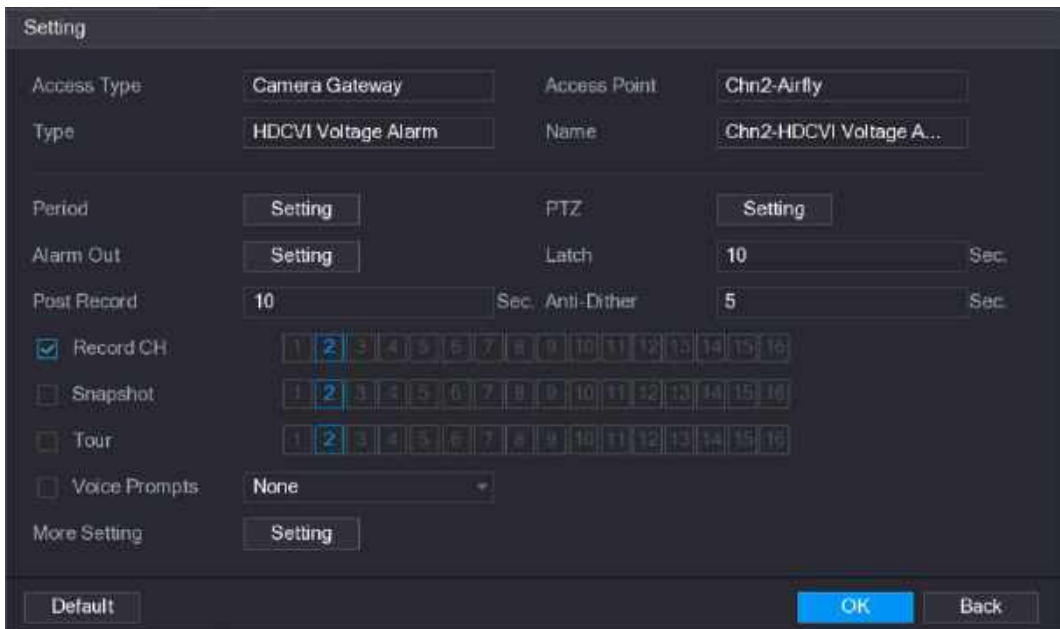 Setting
Access Type Camera Gateway Access Point Chn2-Airfly
Type HDCVI Voltage Alarm Name Chn2-HDCVI Voltage A...
Period Setting PTZ Setting
Alarm Out Setting Latch 10 Sec.
Post Record 10 Sec. Anti-Dither 5 Sec.
Record CH 1 2 3 4 5 6 7 8 9 10 11 12 13 14 15 16
Snapshot 1 2 3 4 5 6 7 8 9 10 11 12 13 14 15 16
Tour 1 2 3 4 5 6 7 8 9 10 11 12 13 14 15 16
Voice Prompts None
More Setting Setting
Default OK Back